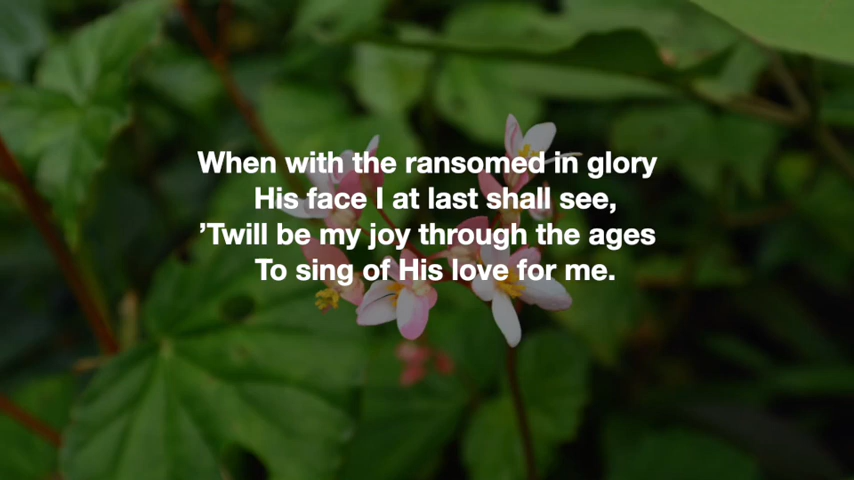 When with the ransomed in glory
His face I at last shall see,
’Twill be my joy through the ages
To sing of His love for me.